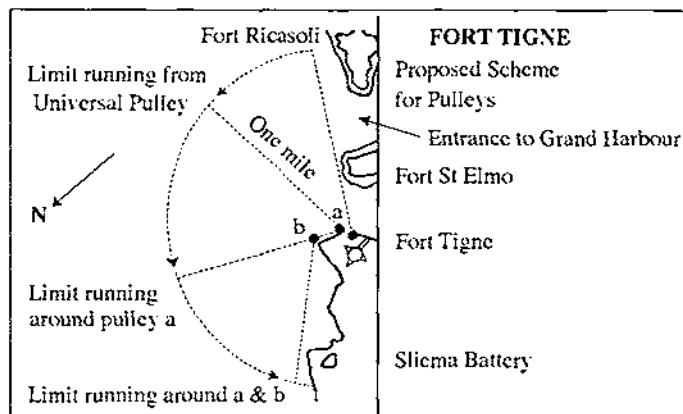 Fort Ricasoli
Limit running from
Universal Pulley
One mile
N
a
b
Limit running
around pulley a
Limit running around a & b
FORT TIGNE
Proposed Scheme
for Pulleys
Entrance to Grand Harbour
Fort St Elmo
Fort Tigne
Sliema Battery